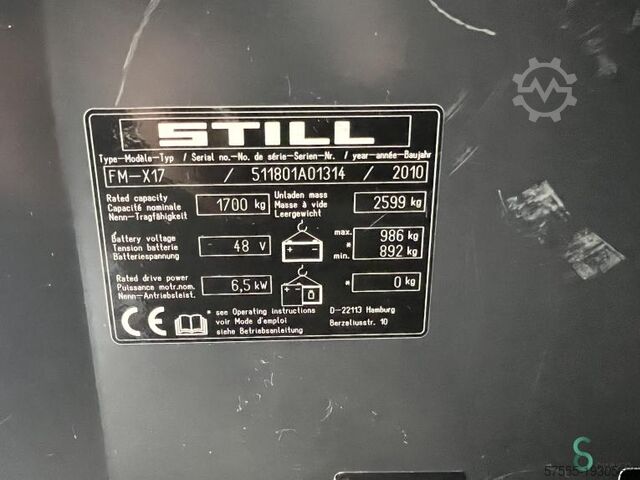 STILL
Type-Modèle-Typ / Serial no.-No. de série-Serien-Nr. / year-année-Baujahr
FM-X17 / 511801A01314 / 2010
Rated capacity
Capacité nominale
Nenn-Tragfähigkeit
1700 kg
Unladen mass
Masse à vide
Leergewicht
2599 kg
Battery voltage
Tension batterie
Batteriespannung
48 V
max. 986 kg
*
min. 892 kg
Rated drive power
Puissance motr.nom.
Nenn-Antriebsleist.
6,5 kW
* 0 kg
CE
* see Operating instructions
voir Mode d'emploi
siehe Betriebsanleitung
D-22113 Hamburg
Berzeliusstr. 10